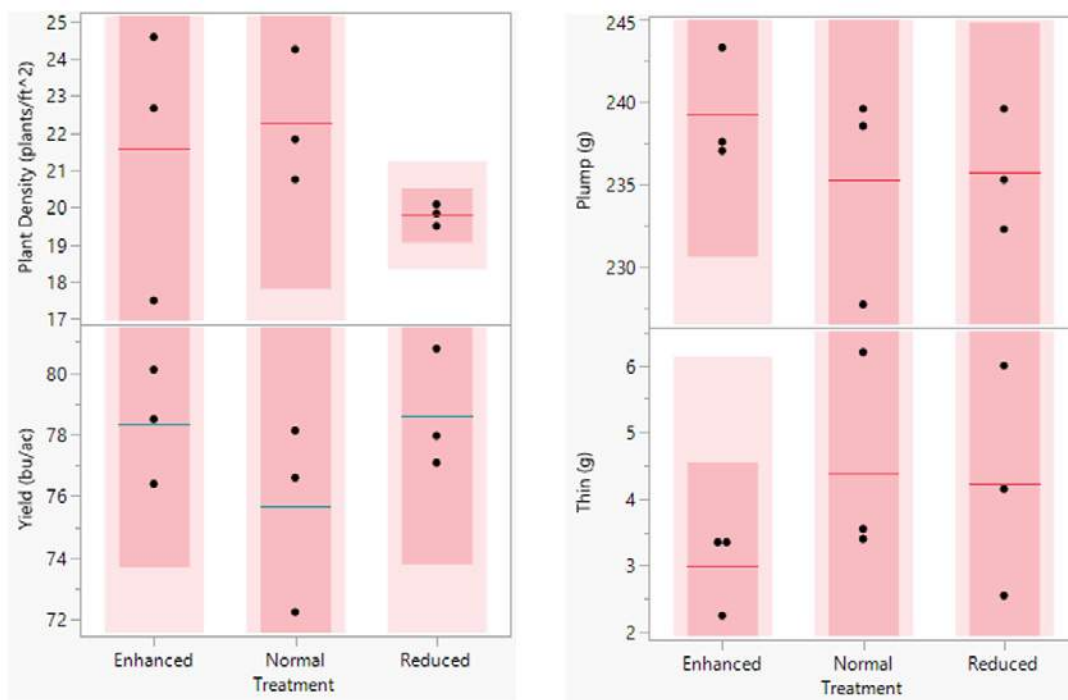 Plant Density (plants/ft^2)
25
24
23
22
21
20
19
18
17
Yield (bu/ac)
80
78
76
74
72
Enhanced Normal Reduced
Treatment
Plump (g)
245
240
235
230
Thin (g)
6
5
4
3
2
Enhanced Normal Reduced
Treatment